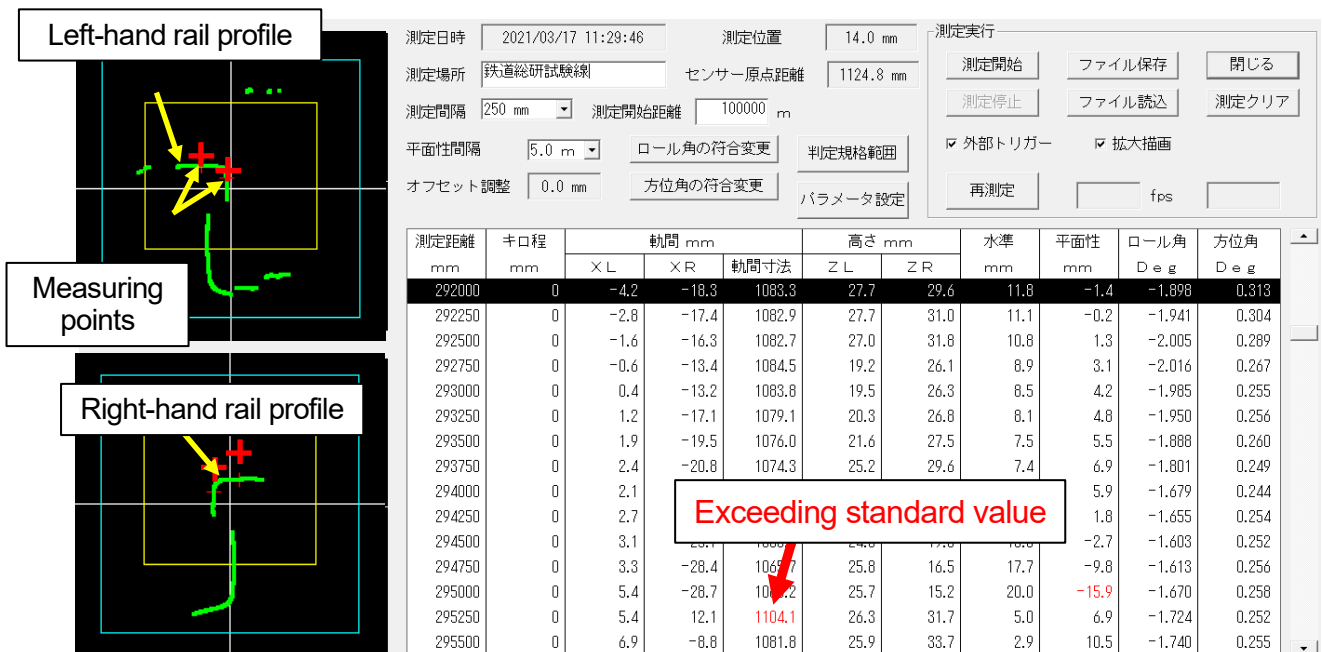 Left-hand rail profile
Measuring
points
Right-hand rail profile
測定日時 2021/03/17 11:29:46 測定位置 14.0 mm
測定場所 鉄道総研試験線 センサー原点距離 1124.8 mm
測定間隔 250 mm 測定開始距離 100000 m
平面性間隔 5.0 m ロール角の符合変更 判定規格範囲
オフセット調整 0.0 mm 方位角の符合変更 パラメータ設定
測定実行
測定開始 ファイル保存 閉じる
測定停止 ファイル読込 測定クリア
外部トリガー 拡大描画
再測定 fps
測定距離 キロ程 軌間 mm 高さ mm 水準 平面性 ロール角 方位角
mm mm XL XR 軌間寸法 ZL ZR mm mm Deg Deg
292000 0 -4.2 -18.3 1083.3 27.7 29.6 11.8 -1.4 -1.898 0.313
292250 0 -2.8 -17.4 1082.9 27.7 31.0 11.1 -0.2 -1.941 0.304
292500 0 -1.6 -16.3 1082.7 27.0 31.8 10.8 1.3 -2.005 0.289
292750 0 -0.6 -13.4 1084.5 19.2 26.1 8.9 3.1 -2.016 0.267
293000 0 0.4 -13.2 1083.8 19.5 26.3 8.5 4.2 -1.985 0.255
293250 0 1.2 -17.1 1079.1 20.3 26.8 8.1 4.8 -1.950 0.256
293500 0 1.9 -19.5 1076.0 21.6 27.5 7.5 5.5 -1.888 0.260
293750 0 2.4 -20.8 1074.3 25.2 29.6 7.4 6.9 -1.801 0.249
294000 0 2.1 5.9 -1.679 0.244
Exceeding standard value
294250 0 2.7 1.8 -1.655 0.254
294500 0 3.1 -2.7 -1.603 0.252
294750 0 3.3 -28.4 25.8 16.5 17.7 -9.8 -1.613 0.256
295000 0 5.4 -28.7 25.7 15.2 20.0 -15.9 -1.670 0.258
295250 0 5.4 12.1 1104.1 26.3 31.7 5.0 6.9 -1.724 0.252
295500 0 6.9 -8.8 1081.8 25.9 33.7 2.9 10.5 -1.740 0.255